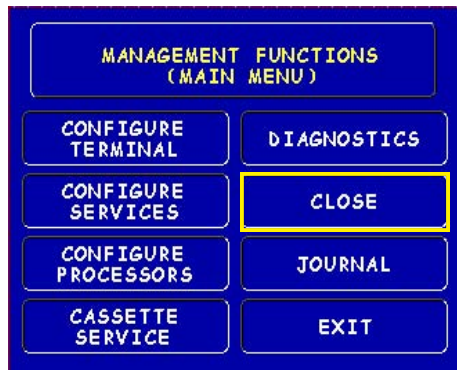 MANAGEMENT FUNCTIONS
(MAIN MENU)
CONFIGURE
TERMINAL
DIAGNOSTICS
CONFIGURE
SERVICES
CLOSE
CONFIGURE
PROCESSORS
JOURNAL
CASSETTE
SERVICE
EXIT